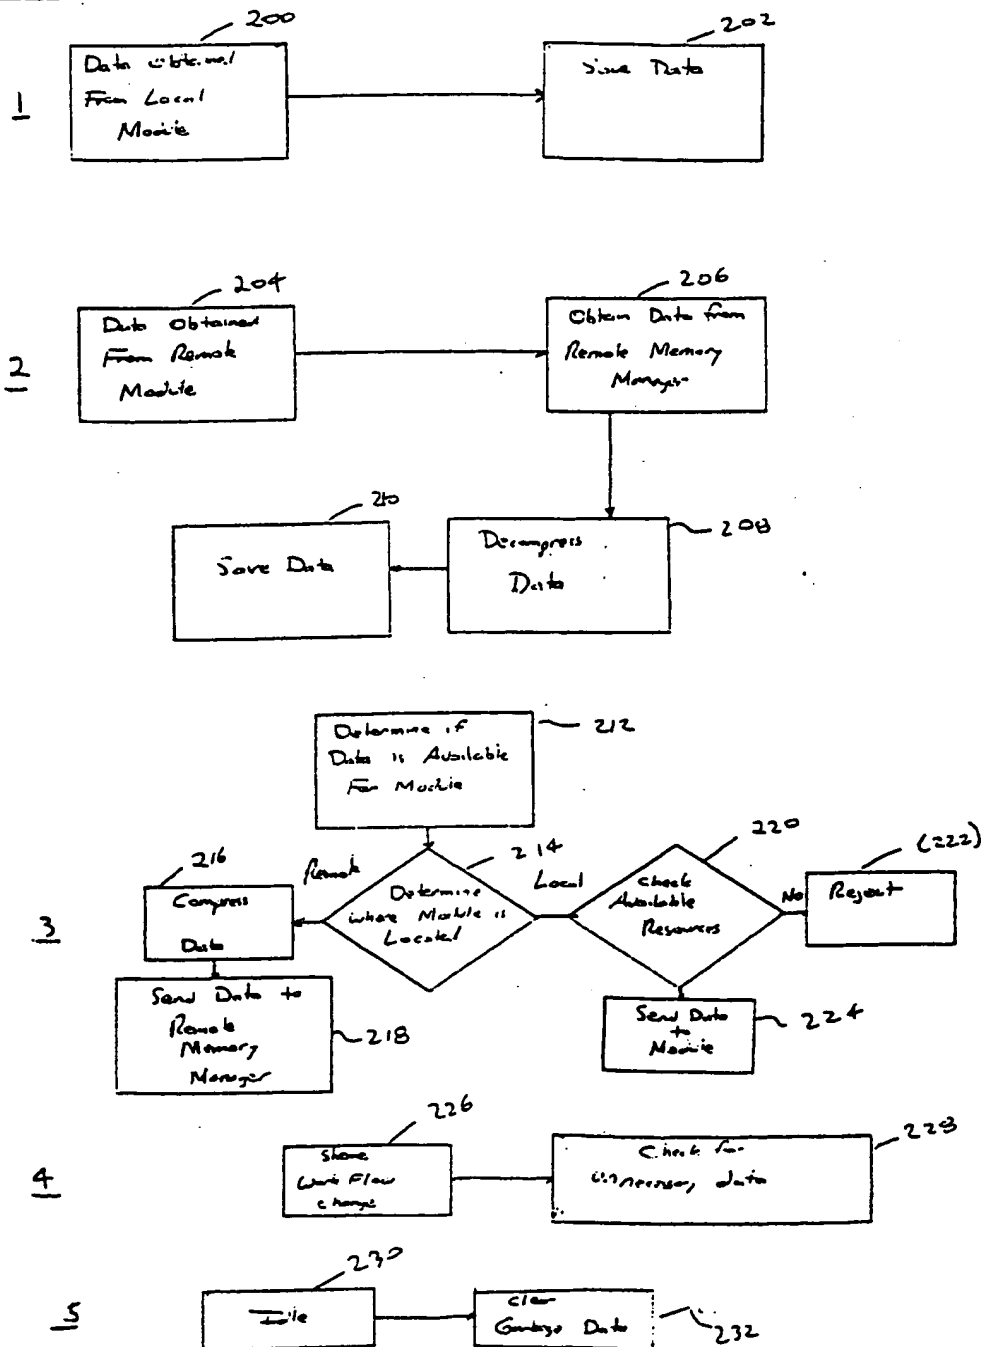 200
202
Data Obtained
From Local
Module
Save Data
1
204
206
Data Obtained
From Remote
Module
Obtain Data from
Remote Memory
Manager
2
210
208
Save Data
Decompress
Data
212
Determine if
Data is Available
For Module
216
Remote
214
Local
220
(222)
Compress
Data
Determine
where Module is
Located
Check
Available
Resources
No
Reject
3
Send Data to
Remote
Memory
Manager
218
Send Data
to
Module
224
226
228
4
Work Flow
change
Check for
unnecessary data
230
5
Idle
Clear
Garbage Data
232